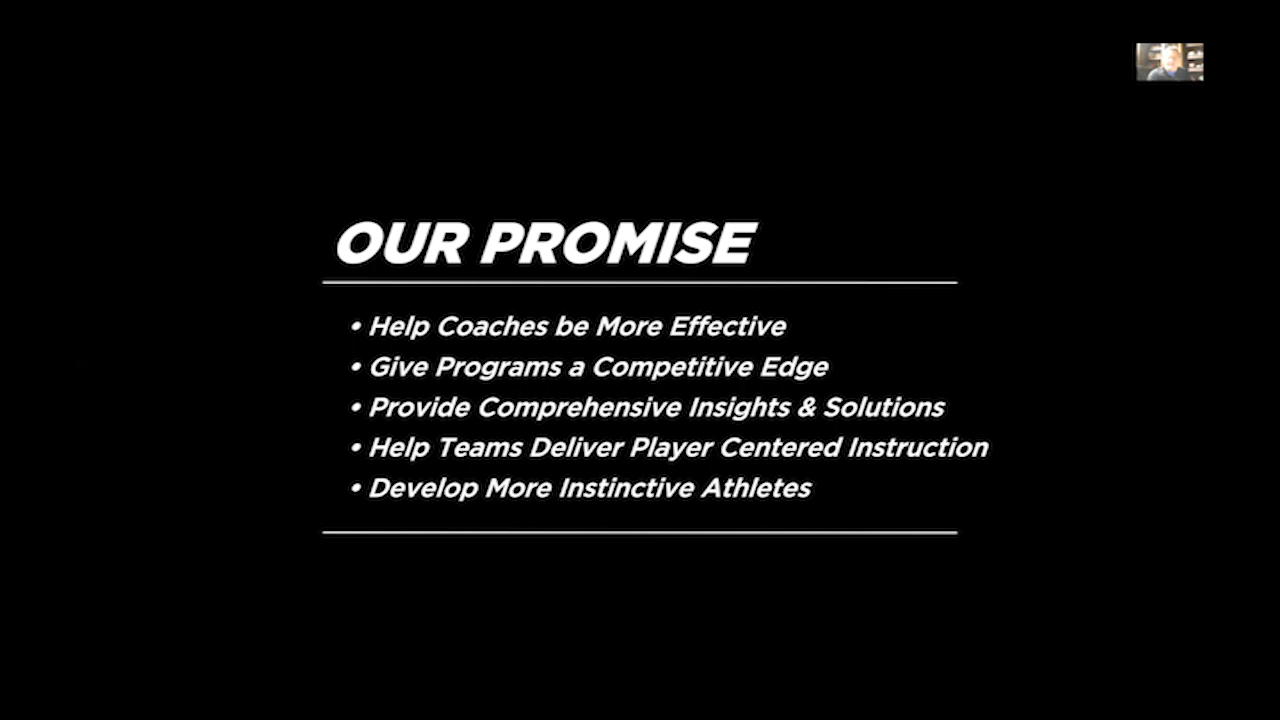 OUR PROMISE
• Help Coaches be More Effective
• Give Programs a Competitive Edge
• Provide Comprehensive Insights & Solutions
• Help Teams Deliver Player Centered Instruction
• Develop More Instinctive Athletes